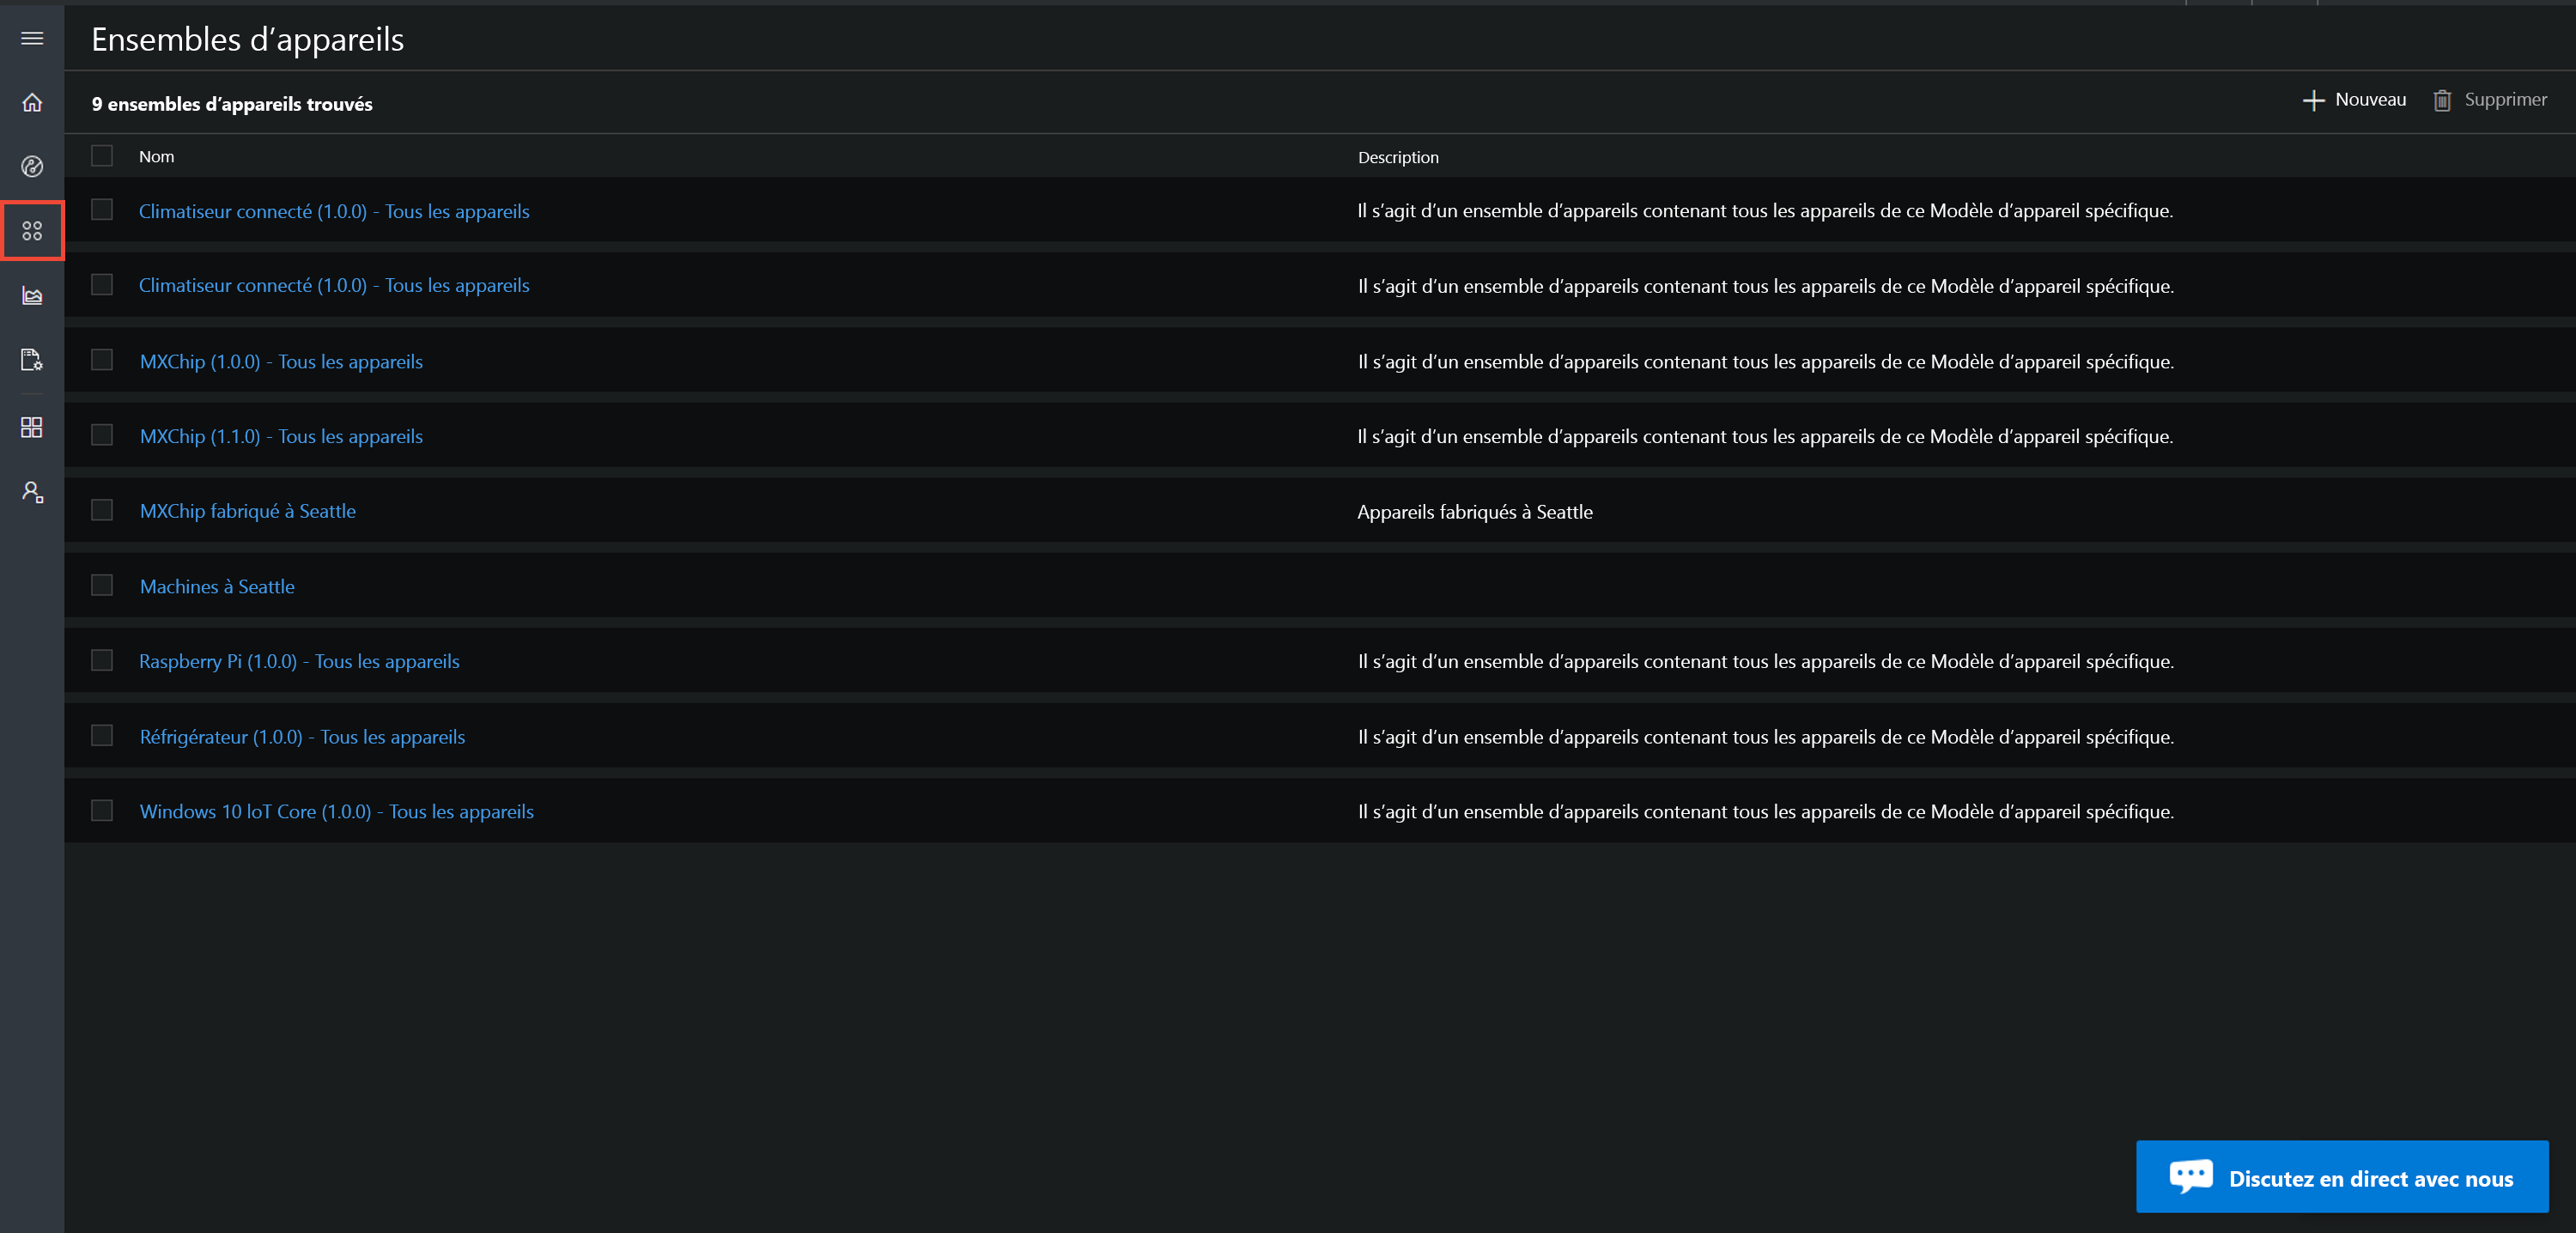 Ensembles d’appareils
9 ensembles d’appareils trouvés
Nouveau
Supprimer
Nom
Description
Climatiseur connecté (1.0.0) - Tous les appareils
Il s’agit d’un ensemble d’appareils contenant tous les appareils de ce Modèle d’appareil spécifique.
Climatiseur connecté (1.0.0) - Tous les appareils
Il s’agit d’un ensemble d’appareils contenant tous les appareils de ce Modèle d’appareil spécifique.
MXChip (1.0.0) - Tous les appareils
Il s’agit d’un ensemble d’appareils contenant tous les appareils de ce Modèle d’appareil spécifique.
MXChip (1.1.0) - Tous les appareils
Il s’agit d’un ensemble d’appareils contenant tous les appareils de ce Modèle d’appareil spécifique.
MXChip fabriqué à Seattle
Appareils fabriqués à Seattle
Machines à Seattle
Raspberry Pi (1.0.0) - Tous les appareils
Il s’agit d’un ensemble d’appareils contenant tous les appareils de ce Modèle d’appareil spécifique.
Réfrigérateur (1.0.0) - Tous les appareils
Il s’agit d’un ensemble d’appareils contenant tous les appareils de ce Modèle d’appareil spécifique.
Windows 10 loT Core (1.0.0) - Tous les appareils
Il s’agit d’un ensemble d’appareils contenant tous les appareils de ce Modèle d’appareil spécifique.
Discutez en direct avec nous